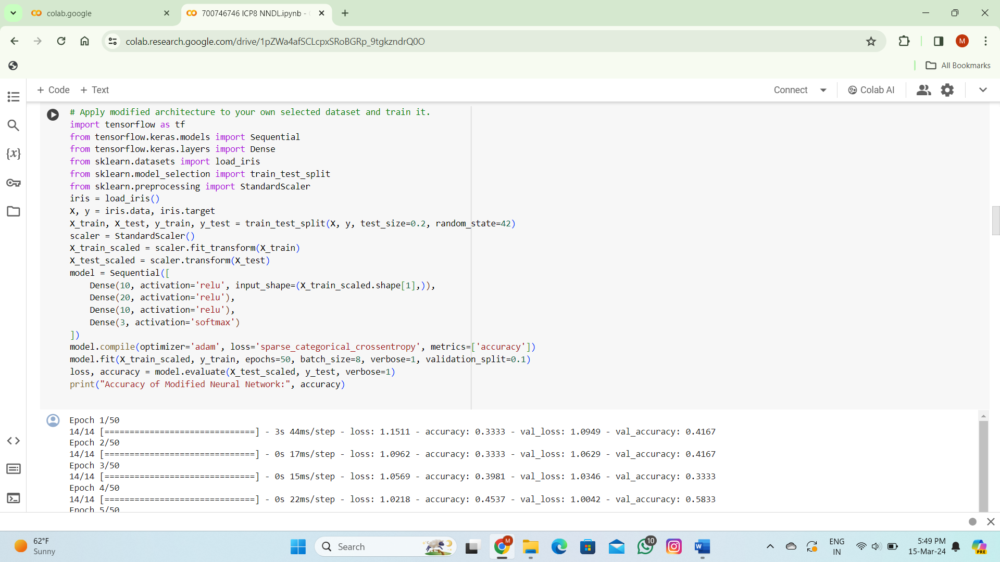 colab.google
700746746 ICP8 NNDL.ipynb -
colab.research.google.com/drive/1pZWa4afSCLcpxSRoBGRp_9tgkzndrQ0O
M
All Bookmarks
+ Code + Text
Connect
Colab AI
{x}
# Apply modified architecture to your own selected dataset and train it.
import tensorflow as tf
from tensorflow.keras.models import Sequential
from tensorflow.keras.layers import Dense
from sklearn.datasets import load_iris
from sklearn.model_selection import train_test_split
from sklearn.preprocessing import StandardScaler
iris = load_iris()
X, y = iris.data, iris.target
X_train, X_test, y_train, y_test = train_test_split(X, y, test_size=0.2, random_state=42)
scaler = StandardScaler()
X_train_scaled = scaler.fit_transform(X_train)
X_test_scaled = scaler.transform(X_test)
model = Sequential([
    Dense(10, activation='relu', input_shape=(X_train_scaled.shape[1],)),
    Dense(20, activation='relu'),
    Dense(10, activation='relu'),
    Dense(3, activation='softmax')
])
model.compile(optimizer='adam', loss='sparse_categorical_crossentropy', metrics=['accuracy'])
model.fit(X_train_scaled, y_train, epochs=50, batch_size=8, verbose=1, validation_split=0.1)
loss, accuracy = model.evaluate(X_test_scaled, y_test, verbose=1)
print("Accuracy of Modified Neural Network:", accuracy)
Epoch 1/50
14/14 [==============================] - 3s 44ms/step - loss: 1.1511 - accuracy: 0.3333 - val_loss: 1.0949 - val_accuracy: 0.4167
Epoch 2/50
14/14 [==============================] - 0s 17ms/step - loss: 1.0962 - accuracy: 0.3333 - val_loss: 1.0629 - val_accuracy: 0.4167
Epoch 3/50
14/14 [==============================] - 0s 15ms/step - loss: 1.0569 - accuracy: 0.3981 - val_loss: 1.0346 - val_accuracy: 0.3333
Epoch 4/50
14/14 [==============================] - 0s 22ms/step - loss: 1.0218 - accuracy: 0.4537 - val_loss: 1.0042 - val_accuracy: 0.5833
Epoch 5/50
62°F
Sunny
Search
M
10
W
ENG
IN
5:49 PM
15-Mar-24
PRE